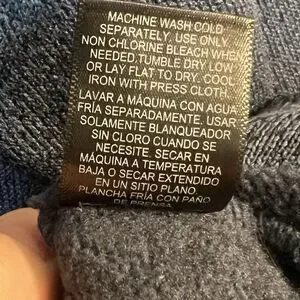 MACHINE WASH COLD
SEPARATELY. USE ONLY
NON CHLORINE BLEACH WHEN
NEEDED.TUMBLE DRY LOW
OR LAY FLAT TO DRY. COOL
IRON WITH PRESS CLOTH.
LAVAR A MÁQUINA CON AGUA
FRÍA SEPARADAMENTE. USAR
SOLAMENTE BLANQUEADOR
SIN CLORO CUANDO SE
NECESITE. SECAR EN
MÁQUINA A TEMPERATURA
BAJA O SECAR EXTENDIDO
EN UN SITIO PLANO.
PLANCHA FRÍA CON PAÑO
DE PRENSA.